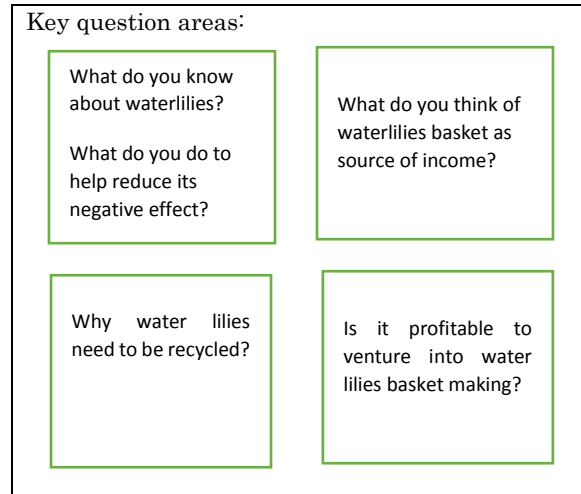 Key question areas:
What do you know
about waterlilies?
What do you do to
help reduce its
negative effect?
What do you think of
waterlilies basket as
source of income?
Why water lilies
need to be recycled?
Is it profitable to
venture into water
lilies basket making?